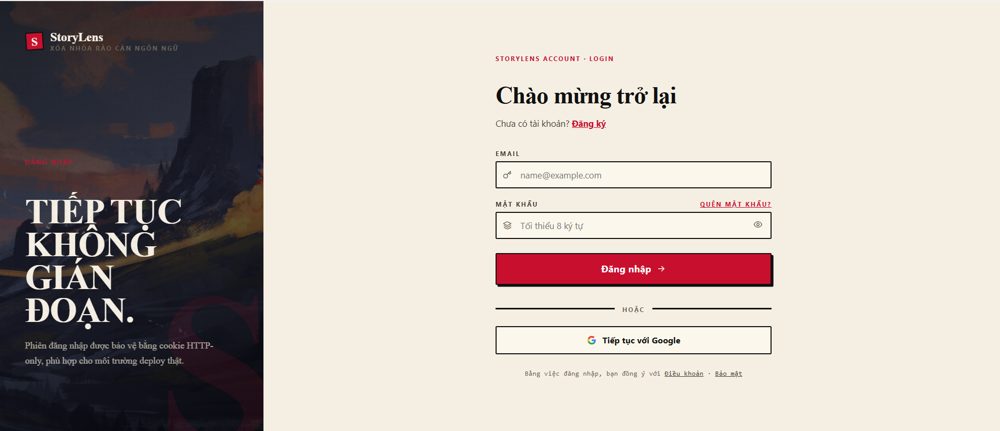 S
StoryLens
XÓA NHÒA RÀO CẢN NGÔN NGỮ
ĐĂNG NHẬP
TIẾP TỤC
KHÔNG
GIÁN
ĐOẠN.
Phiên đăng nhập được bảo vệ bằng cookie HTTP-
only, phù hợp cho môi trường deploy thật.
S
STORYLENS ACCOUNT · LOGIN
Chào mừng trở lại
Chưa có tài khoản? Đăng ký
EMAIL
name@example.com
MẬT KHẨU
QUÊN MẬT KHẨU?
Tối thiểu 8 ký tự
Đăng nhập →
HOẶC
Tiếp tục với Google
Bằng việc đăng nhập, bạn đồng ý với Điều khoản · Bảo mật